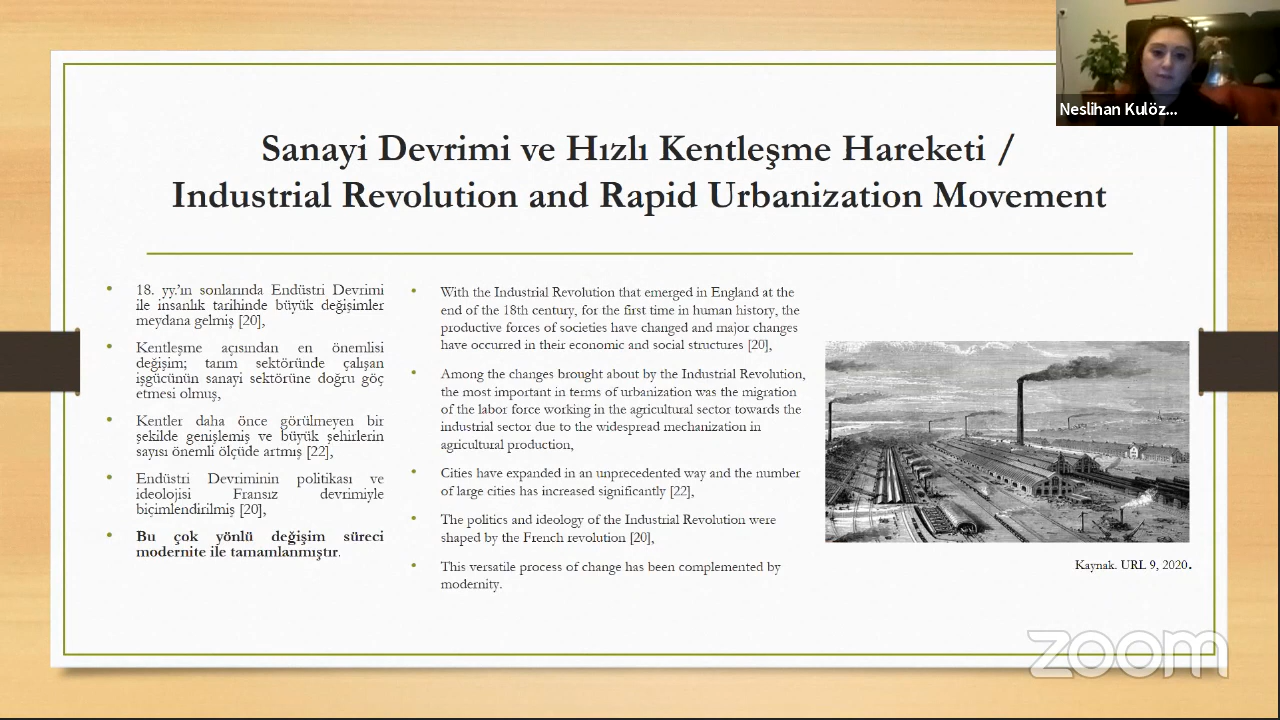 Neslihan Kulöz...
Sanayi Devrimi ve Hızlı Kentleşme Hareketi /
Industrial Revolution and Rapid Urbanization Movement
• 18. yy.'ın sonlarında Endüstri Devrimi
ile insanlık tarihinde büyük değişimler
meydana gelmiş [20],
• Kentleşme açısından en önemlisi
değişim; tarım sektöründe çalışan
işgücünün sanayi sektörüne doğru göç
etmesi olmuş,
• Kentler daha önce görülmeyen bir
şekilde genişlemiş ve büyük şehirlerin
sayısı önemli ölçüde artmış [22],
• Endüstri Devriminin politikası ve
ideolojisi Fransız devrimiyle
biçimlendirilmiş [20],
• Bu çok yönlü değişim süreci
modernite ile tamamlanmıştır.
• With the Industrial Revolution that emerged in England at the
end of the 18th century, for the first time in human history, the
productive forces of societies have changed and major changes
have occurred in their economic and social structures [20],
• Among the changes brought about by the Industrial Revolution,
the most important in terms of urbanization was the migration
of the labor force working in the agricultural sector towards the
industrial sector due to the widespread mechanization in
agricultural production,
• Cities have expanded in an unprecedented way and the number
of large cities has increased significantly [22],
• The politics and ideology of the Industrial Revolution were
shaped by the French revolution [20],
• This versatile process of change has been complemented by
modernity.
Kaynak. URL 9, 2020.
zoom